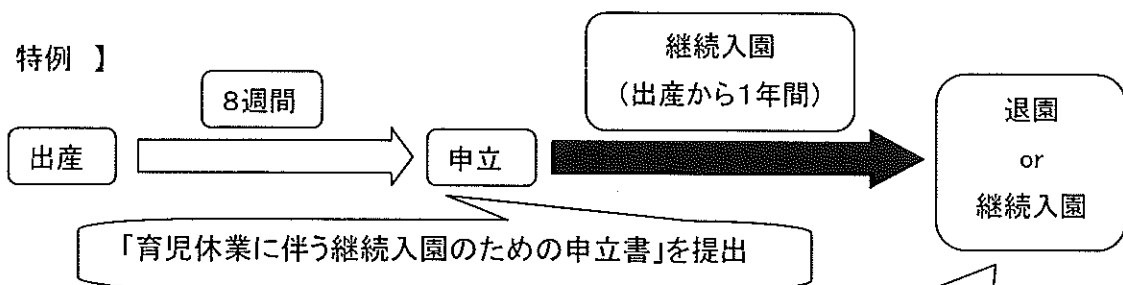 特例 】
継続入園
(出産から1年間)
8週間
退園
or
継続入園
出産
申立
「育児休業に伴う継続入園のための申立書」を提出